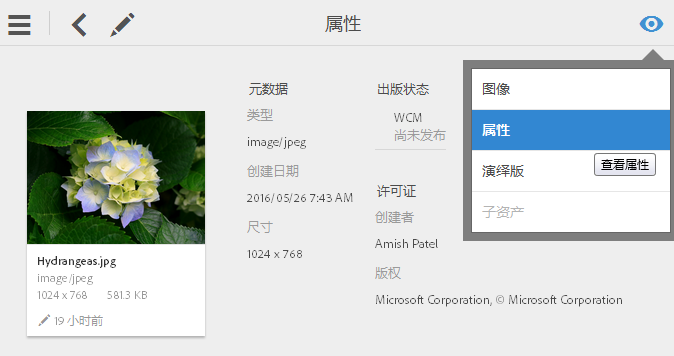 属性
Hydrangeas.jpg
image/jpeg
1024 x 768 581.3 KB
19 小时前
元数据
类型
image/jpeg
创建日期
2016/05/26 7:43 AM
尺寸
1024 x 768
出版状态
WCM
尚未发布
许可证
创建者
Amish Patel
版权
Microsoft Corporation, © Microsoft Corporation
图像
属性
演绎版
查看属性
子资产